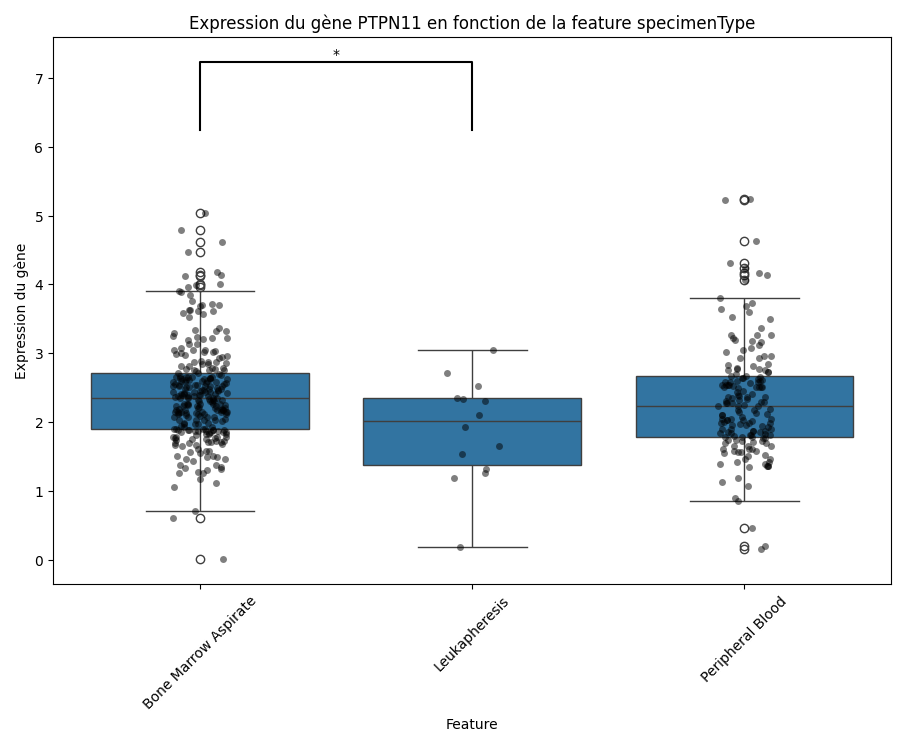 Expression du gène PTPN11 en fonction de la feature specimenType
*
7
6
5
4
3
2
1
0
Expression du gène
Bone Marrow Aspirate
Leukapheresis
Peripheral Blood
Feature